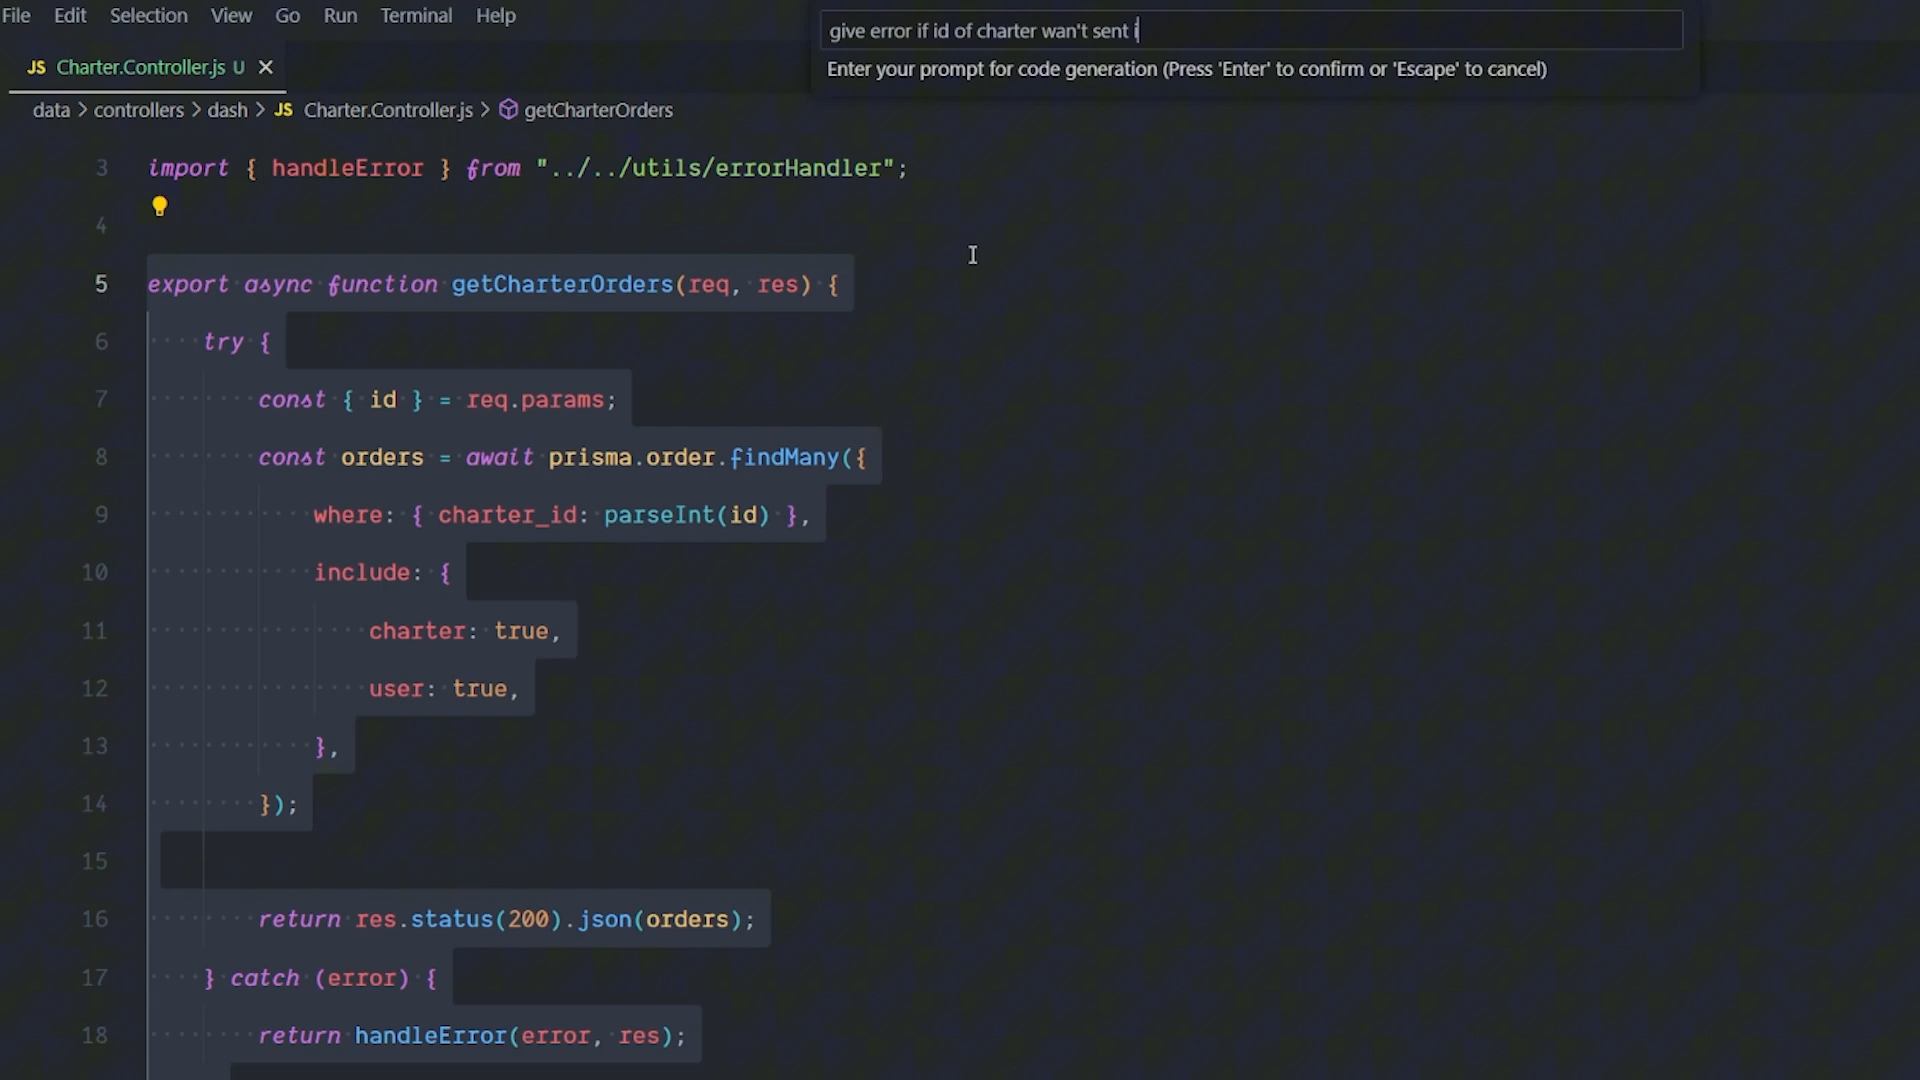 File Edit Selection View Go Run Terminal Help
give error if id of charter wan't sent i
Enter your prompt for code generation (Press 'Enter' to confirm or 'Escape' to cancel)
JS Charter.Controller.js U
data > controllers > dash > JS Charter.Controller.js > getCharterOrders
3 import { handleError } from "../../utils/errorHandler";
4
5 export async function getCharterOrders(req, res) {
6 try {
7 const { id } = req.params;
8 const orders = await prisma.order.findMany({
9 where: { charter_id: parseInt(id) },
10 include: {
11 charter: true,
12 user: true,
13 },
14 });
15
16 return res.status(200).json(orders);
17 } catch (error) {
18 return handleError(error, res);